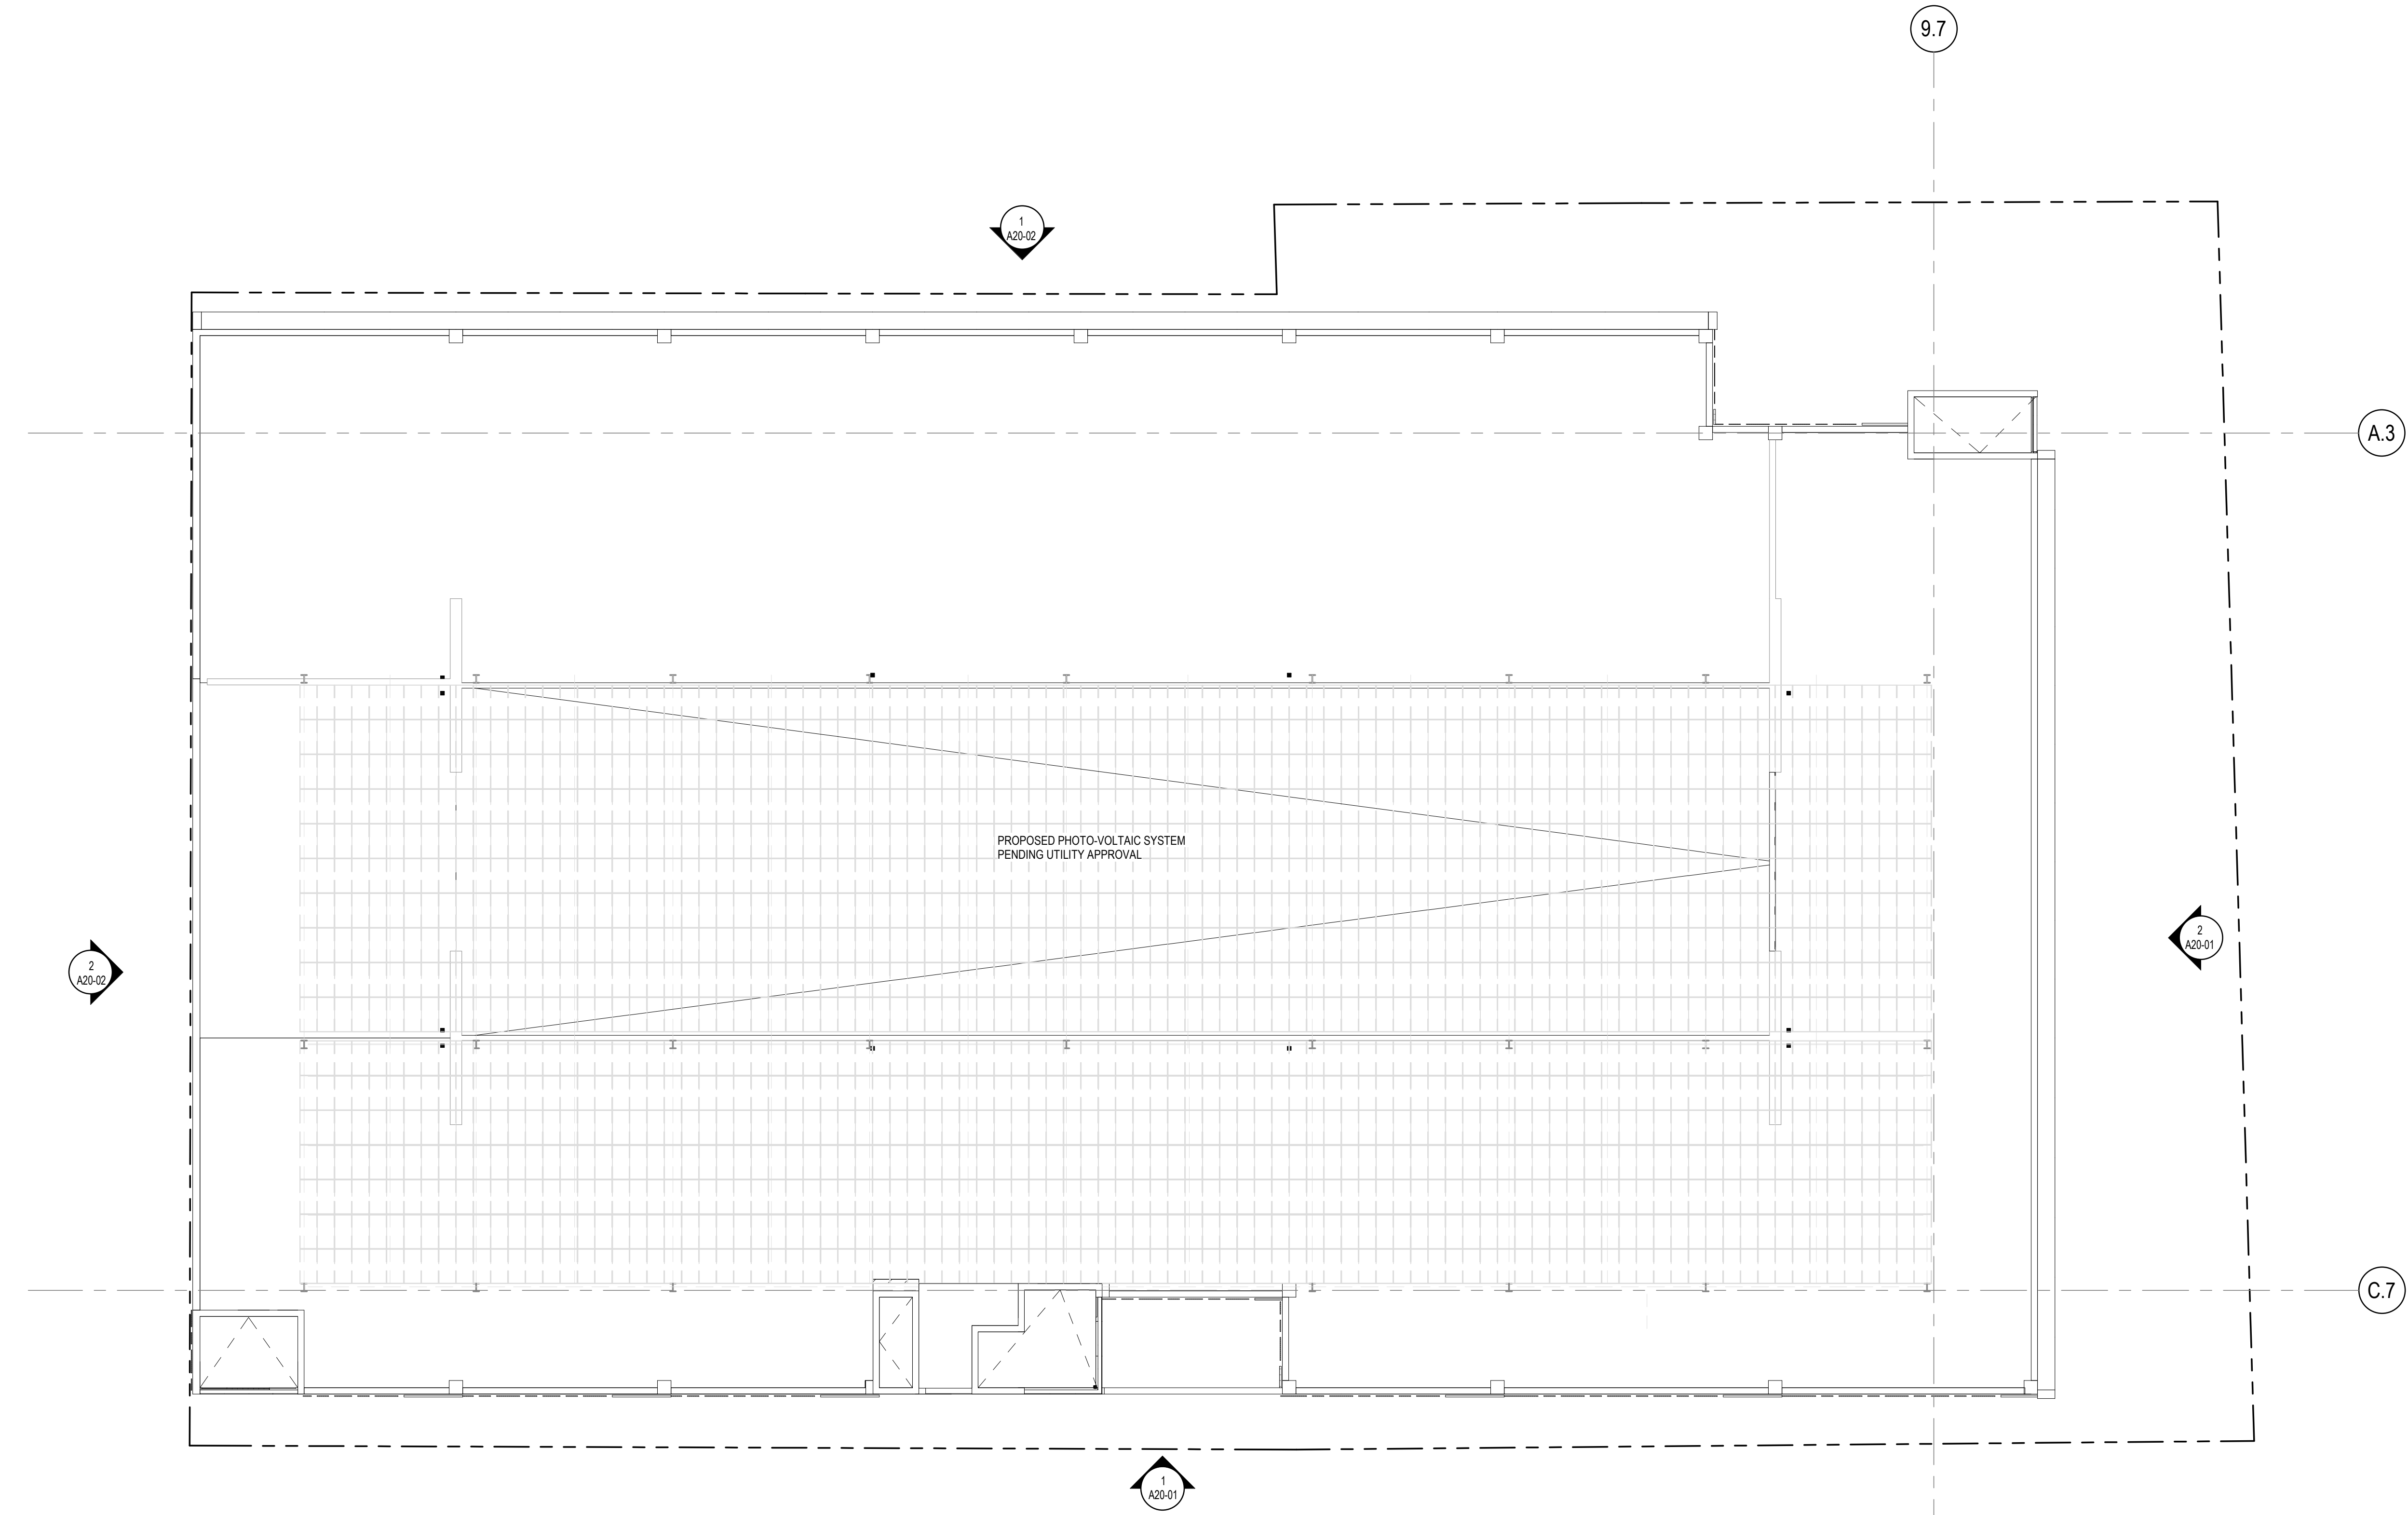 9.7
1
A20-02
A.3
PROPOSED PHOTO-VOLTAIC SYSTEM
PENDING UTILITY APPROVAL
2
A20-01
2
A20-02
C.7
1
A20-01